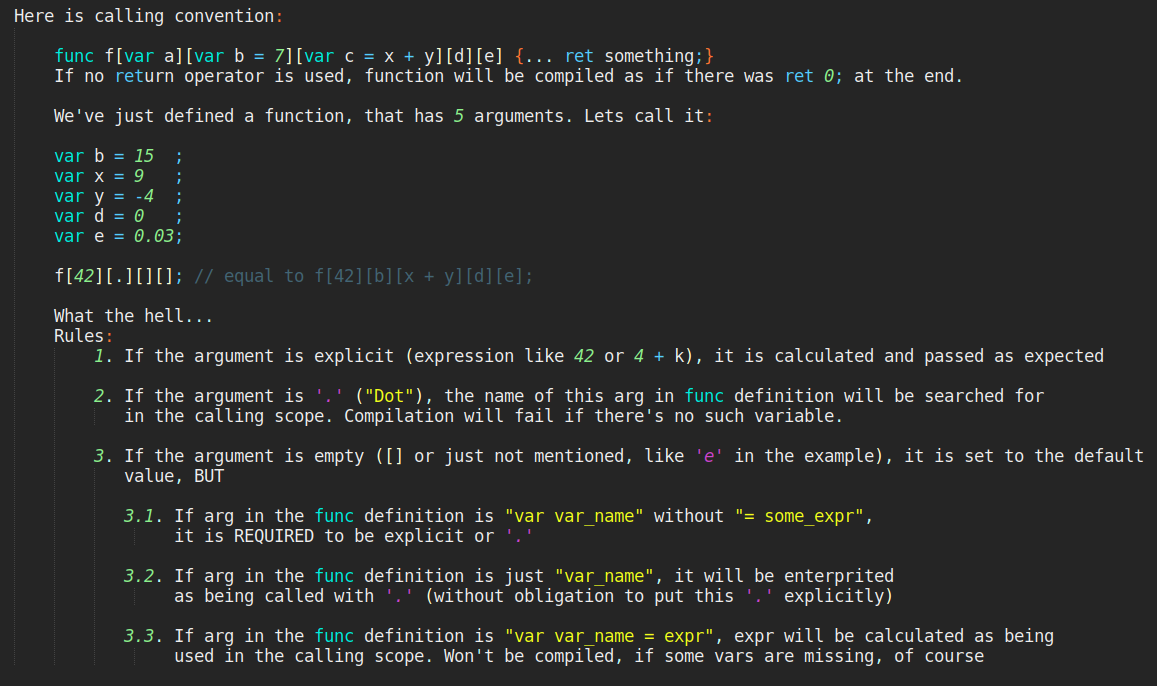 Here is calling convention:
func f[var a][var b = 7][var c = x + y][d][e] {... ret something;}
If no return operator is used, function will be compiled as if there was ret 0; at the end.
We've just defined a function, that has 5 arguments. Lets call it:
var b = 15  ;
var x = 9   ;
var y = -4  ;
var d = 0   ;
var e = 0.03;
f[42][.][][]; // equal to f[42][b][x + y][d][e];
What the hell...
Rules:
1. If the argument is explicit (expression like 42 or 4 + k), it is calculated and passed as expected
2. If the argument is '.' ("Dot"), the name of this arg in func definition will be searched for
in the calling scope. Compilation will fail if there's no such variable.
3. If the argument is empty ([] or just not mentioned, like 'e' in the example), it is set to the default
value, BUT
3.1. If arg in the func definition is "var var_name" without "= some_expr",
it is REQUIRED to be explicit or '.'
3.2. If arg in the func definition is just "var_name", it will be enterprited
as being called with '.' (without obligation to put this '.' explicitly)
3.3. If arg in the func definition is "var var_name = expr", expr will be calculated as being
used in the calling scope. Won't be compiled, if some vars are missing, of course